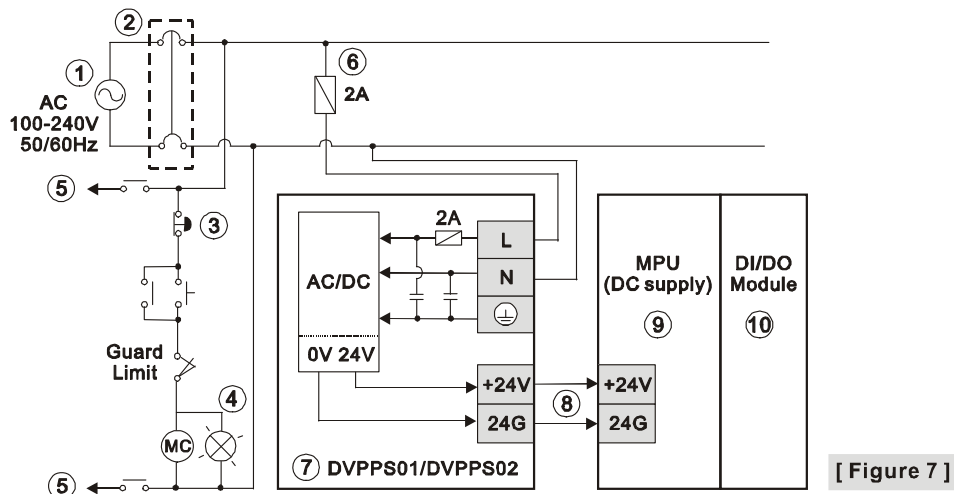 ②
①
AC
100-240V
50/60Hz
⑥
2A
⑤
③
Guard
Limit
④
MC
⑤
2A
L
N
AC/DC
0V 24V
+24V
24G
⑦ DVPPS01/DVPPS02
⑧
MPU
(DC supply)
⑨
+24V
24G
DI/DO
Module
⑩
[ Figure 7 ]